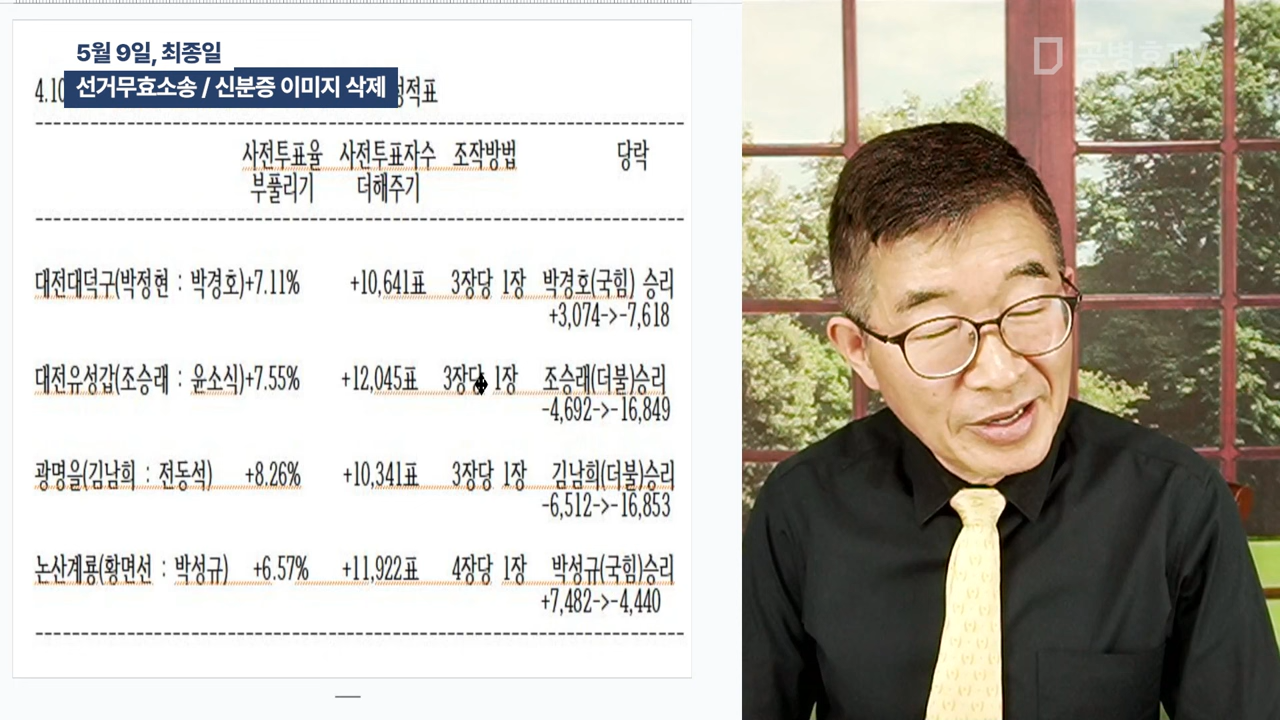 5월 9일, 최종일
선거무효소송 / 신분증 이미지 삭제
공병호TV
4.10 성적표
사전투표율 사전투표자수 조작방법 당락
부풀리기 더해주기
대전대덕구(박정현 : 박경호)+7.11% +10,641표 3장당 1장 박경호(국힘) 승리
+3,074->-7,618
대전유성갑(조승래 : 윤소식)+7.55% +12,045표 3장당 1장 조승래(더불)승리
-4,692->-16,849
광명을(김남희 : 전동석) +8.26% +10,341표 3장당 1장 김남희(더불)승리
-6,512->-16,853
논산계룡(황면선 : 박성규) +6.57% +11,922표 4장당 1장 박성규(국힘)승리
+7,482->-4,440